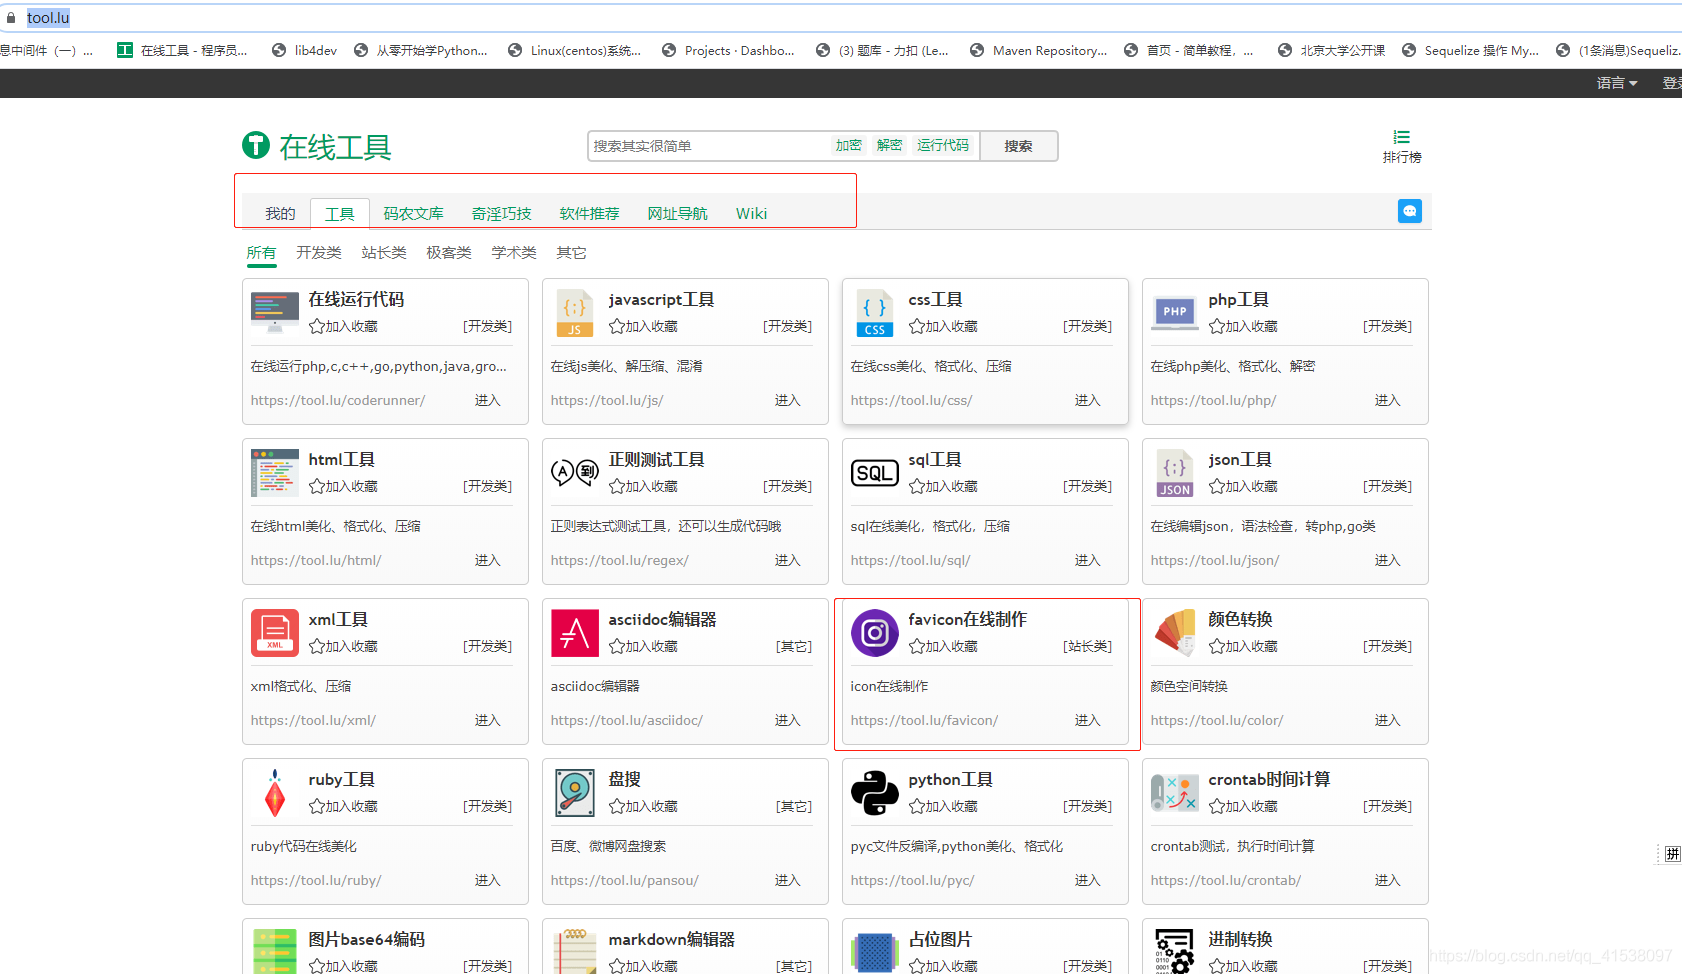 tool.lu
息中间件（一）... 在线工具 - 程序员... lib4dev 从零开始学Python... Linux(centos)系统... Projects · Dashbo... (3) 题库 - 力扣 (Le... Maven Repository... 首页 - 简单教程，... 北京大学公开课 Sequelize 操作 My... (1条消息)Sequeliz...
语言 登录
T 在线工具 搜索其实很简单 加密 解密 运行代码 搜索 排行榜
我的 工具 码农文库 奇淫巧技 软件推荐 网址导航 Wiki
所有 开发类 站长类 极客类 学术类 其它
在线运行代码 javascript工具 css工具 php工具
加入收藏 [开发类] JS 加入收藏 [开发类] CSS 加入收藏 [开发类] PHP 加入收藏 [开发类]
在线运行php,c,c++,go,python,java,gro... 在线js美化、解压缩、混淆 在线css美化、格式化、压缩 在线php美化、格式化、解密
https://tool.lu/coderunner/ 进入 https://tool.lu/js/ 进入 https://tool.lu/css/ 进入 https://tool.lu/php/ 进入
html工具 正则测试工具 sql工具 json工具
加入收藏 [开发类] A 到 加入收藏 [开发类] SQL 加入收藏 [开发类] JSON 加入收藏 [开发类]
在线html美化、格式化、压缩 正则表达式测试工具，还可以生成代码哦 sql在线美化，格式化，压缩 在线编辑json，语法检查，转php,go类
https://tool.lu/html/ 进入 https://tool.lu/regex/ 进入 https://tool.lu/sql/ 进入 https://tool.lu/json/ 进入
xml工具 asciidoc编辑器 favicon在线制作 颜色转换
XML 加入收藏 [开发类] 加入收藏 [其它] 加入收藏 [站长类] 加入收藏 [开发类]
xml格式化、压缩 asciidoc编辑器 icon在线制作 颜色空间转换
https://tool.lu/xml/ 进入 https://tool.lu/asciidoc/ 进入 https://tool.lu/favicon/ 进入 https://tool.lu/color/ 进入
ruby工具 盘搜 python工具 crontab时间计算
加入收藏 [开发类] 加入收藏 [其它] 加入收藏 [开发类] 加入收藏 [开发类]
ruby代码在线美化 百度、微博网盘搜索 pyc文件反编译,python美化、格式化 crontab测试，执行时间计算
拼
https://tool.lu/ruby/ 进入 https://tool.lu/pansou/ 进入 https://tool.lu/pyc/ 进入 https://tool.lu/crontab/ 进入
图片base64编码 markdown编辑器 占位图片 进制转换
加入收藏 [开发类] 加入收藏 [其它] 加入收藏 [开发类] 加入收藏 [开发类]
https://blog.csdn.net/qq_41538097